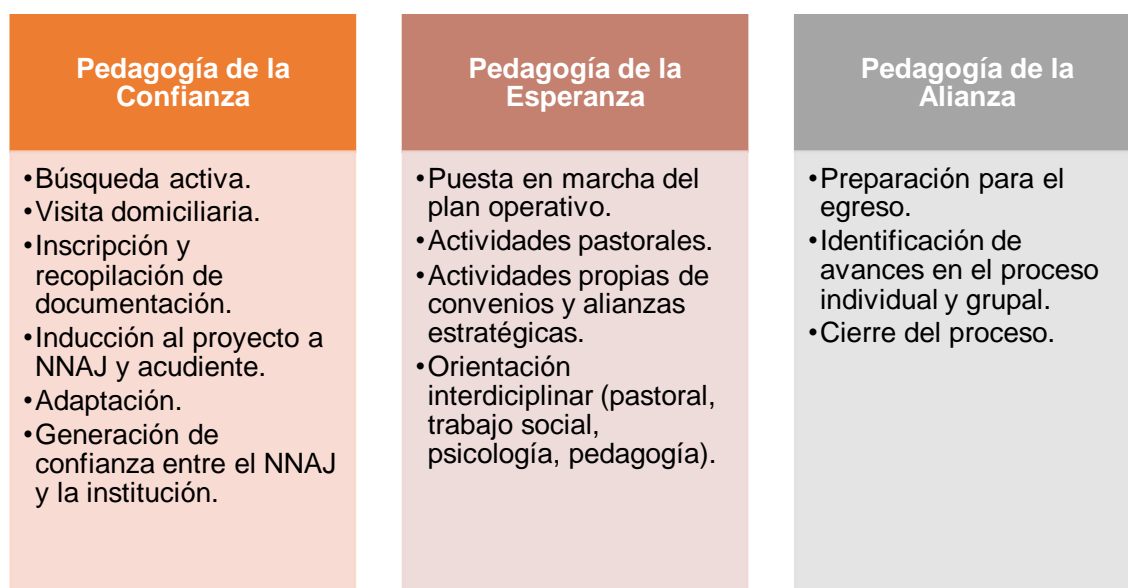 Pedagogía de la
Confianza
•Búsqueda activa.
•Visita domiciliaria.
•Inscripción y
recopilación de
documentación.
•Inducción al proyecto a
NNAJ y acudiente.
•Adaptación.
•Generación de
confianza entre el NNAJ
y la institución.
Pedagogía de la
Esperanza
•Puesta en marcha del
plan operativo.
•Actividades pastorales.
•Actividades propias de
convenios y alianzas
estratégicas.
•Orientación
interdiciplinar (pastoral,
trabajo social,
psicología, pedagogía).
Pedagogía de la
Alianza
•Preparación para el
egreso.
•Identificación de
avances en el proceso
individual y grupal.
•Cierre del proceso.